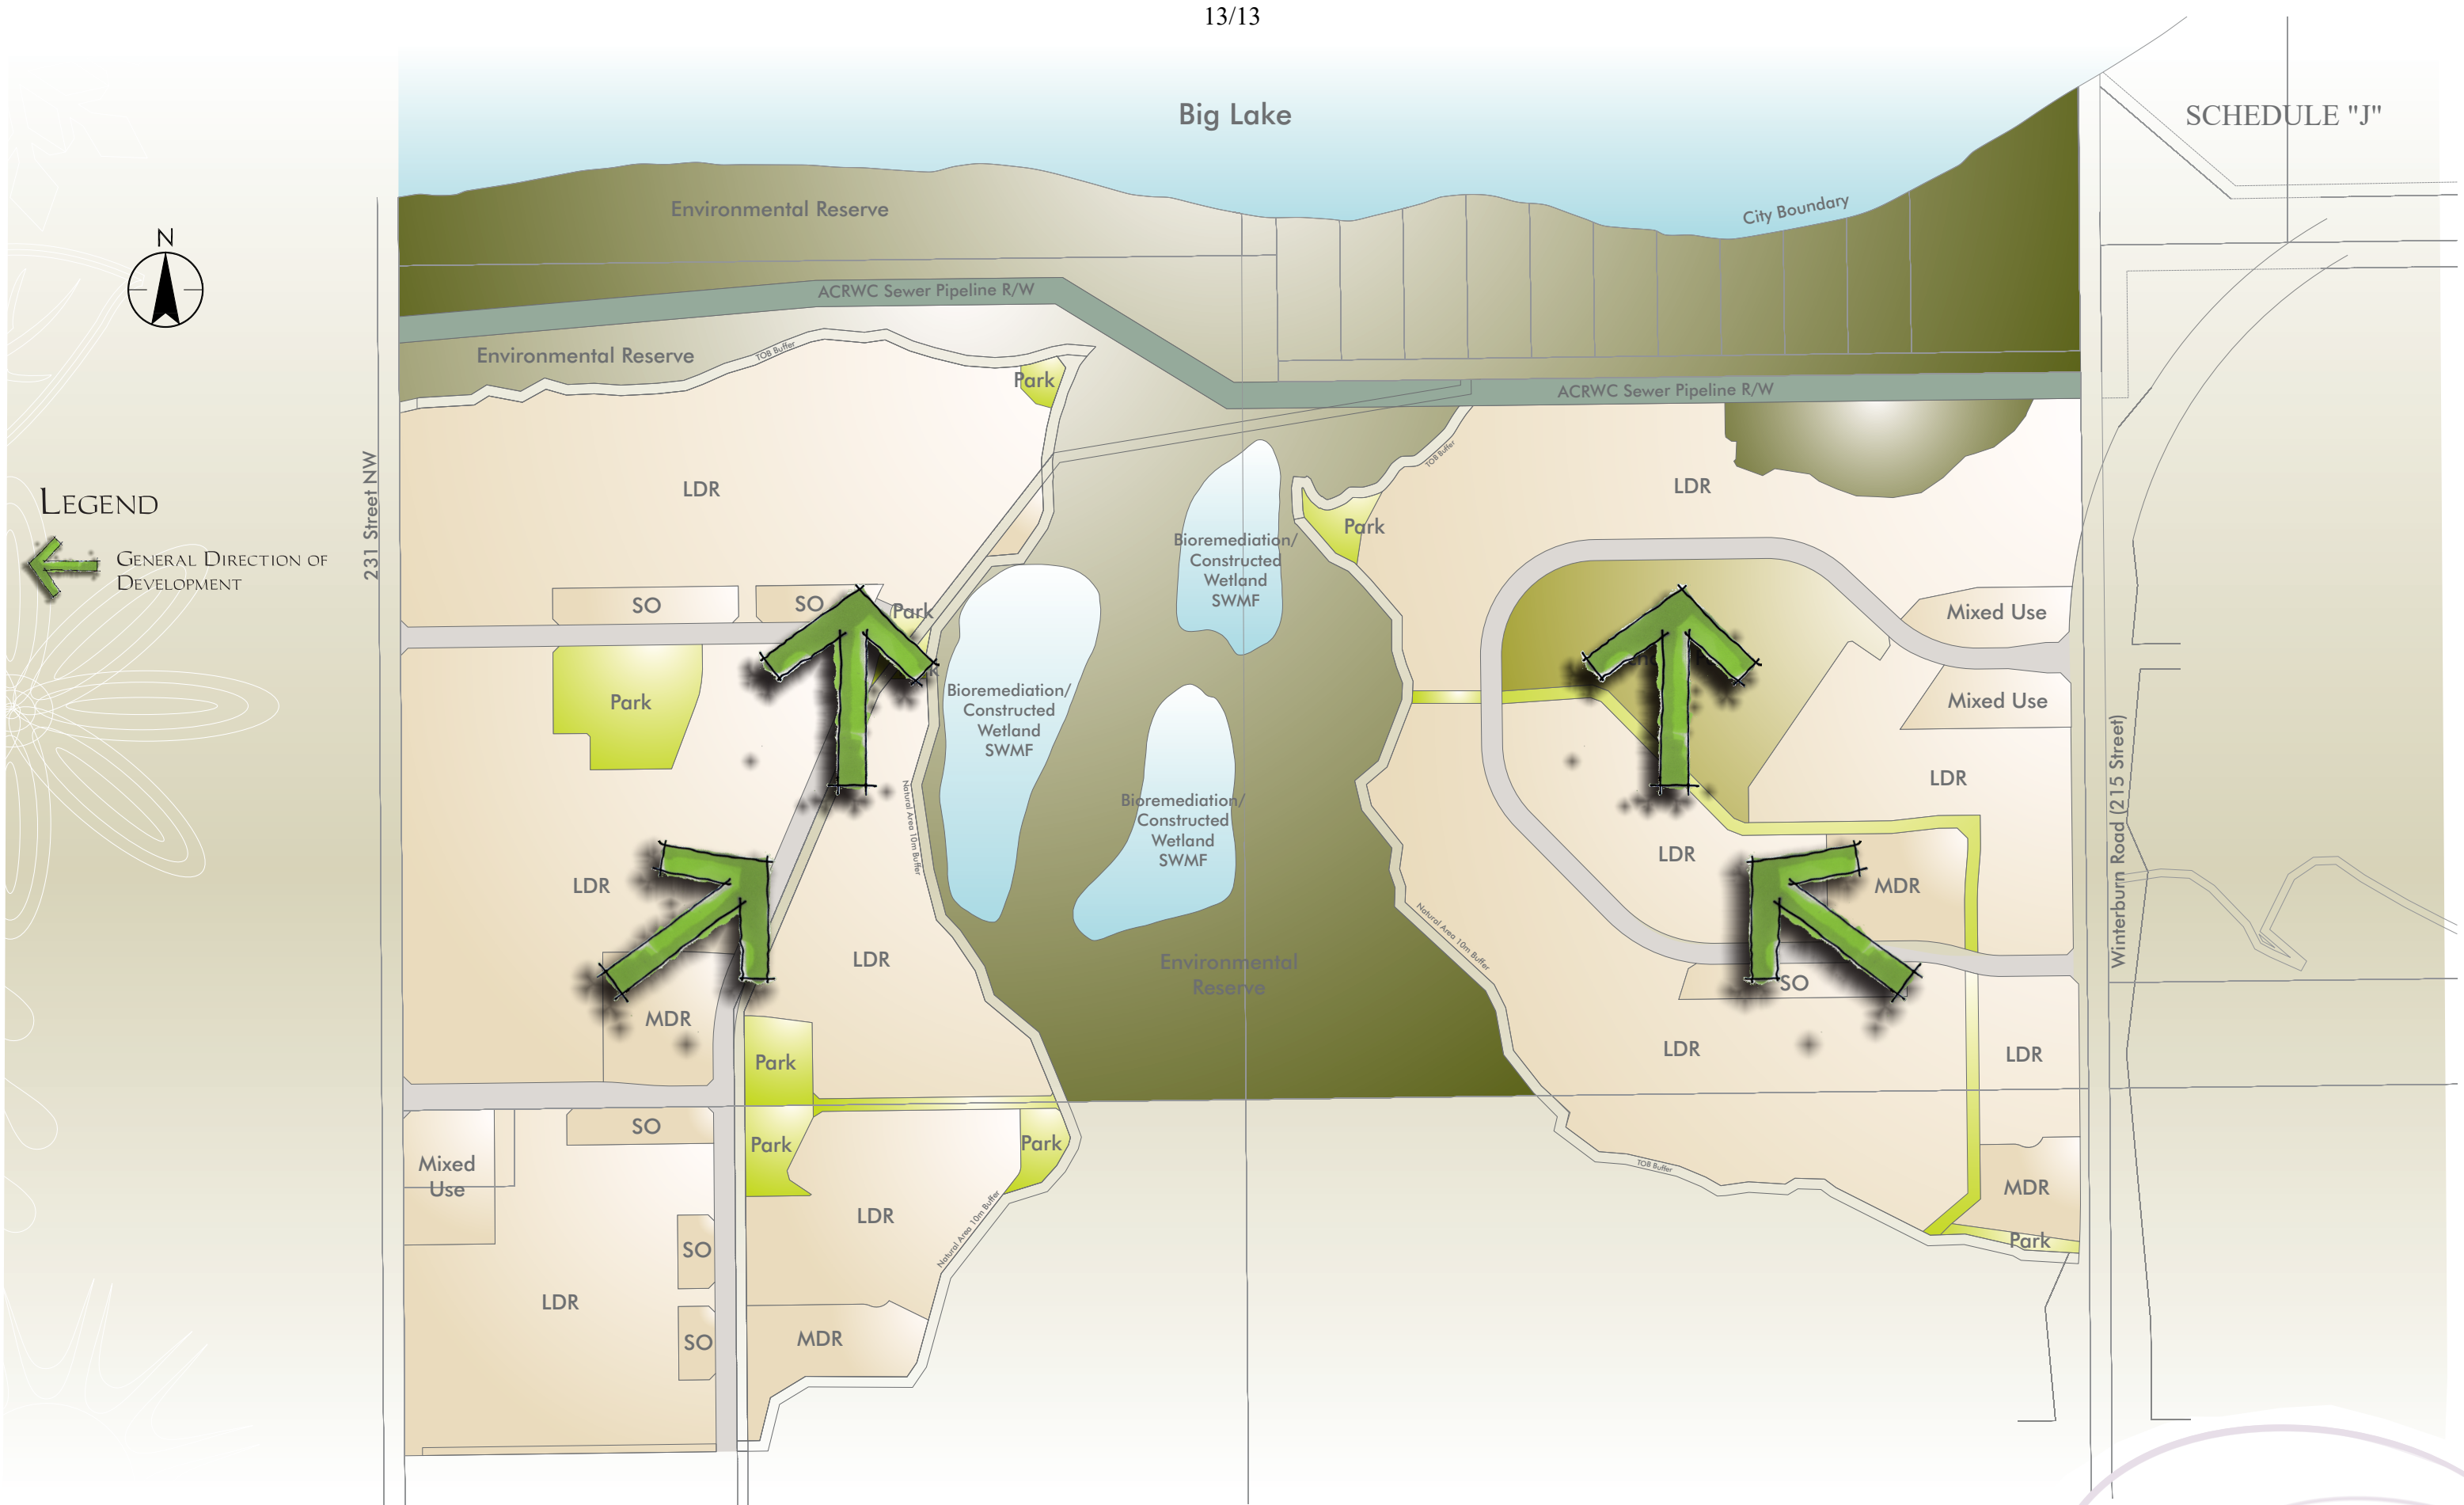 13/13
SCHEDULE "J"
Big Lake
City Boundary
Environmental Reserve
N
ACRWC Sewer Pipeline R/W
Environmental Reserve
TOB Buffer
Park
ACRWC Sewer Pipeline R/W
TOB Buffer
LEGEND
GENERAL DIRECTION OF
DEVELOPMENT
231 Street NW
LDR
LDR
Park
Bioremediation/
Constructed
Wetland
SWMF
SO
SO
Park
Mixed Use
Park
Bioremediation/
Constructed
Wetland
SWMF
Mixed Use
Winterburn Road (215 Street)
LDR
Natural Area 10m Buffer
Bioremediation/
Constructed
Wetland
SWMF
LDR
LDR
MDR
LDR
Environmental
Reserve
Natural Area 10m Buffer
SO
MDR
LDR
LDR
Park
SO
Park
Park
Mixed
Use
TOB Buffer
MDR
LDR
Natural Area 10m Buffer
Park
SO
LDR
SO
MDR